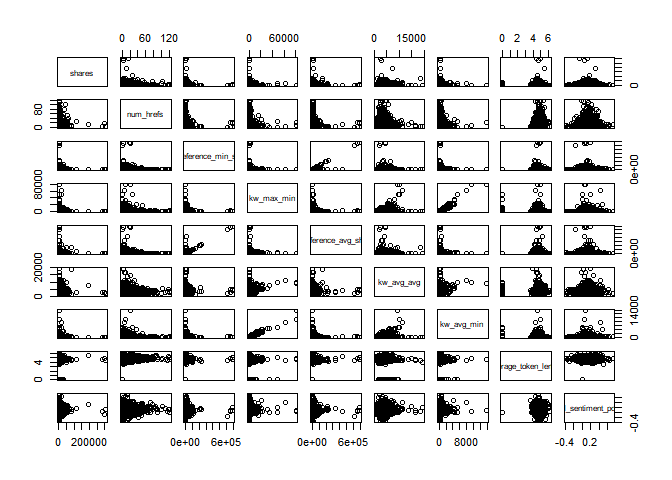 0 60 120 0 60000 0 15000 0 2 4 6
shares 0
0 80 num_hrefs
eference_min_s 0e+00
0 80000 kw_max_min
ference_avg_sh 0e+00
0 20000 kw_avg_avg
kw_avg_min 0 14000
0 4 rage_token_len
_sentiment_po -0.4
0 200000 0e+00 6e+05 0e+00 6e+05 0 8000 -0.4 0.2